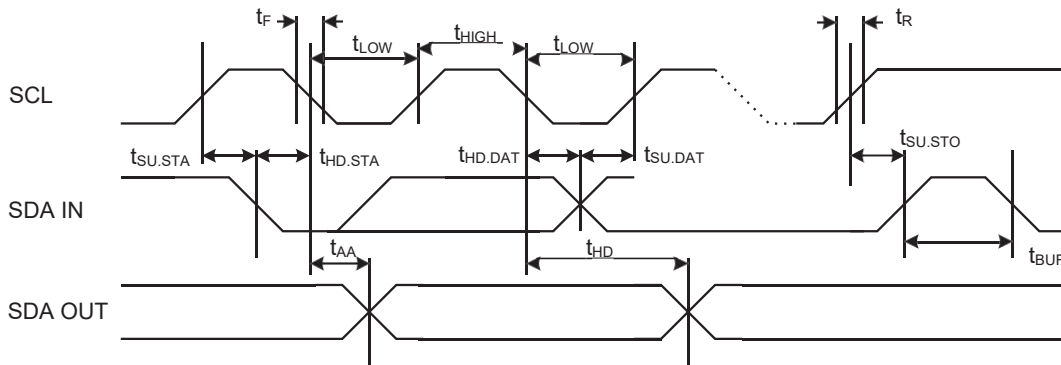 tF
tR
tLOW
tHIGH
tLOW
SCL
tSU.STA
tHD.STA
tHD.DAT
tSU.DAT
tSU.STO
SDA IN
tAA
tHD
tBUF
SDA OUT